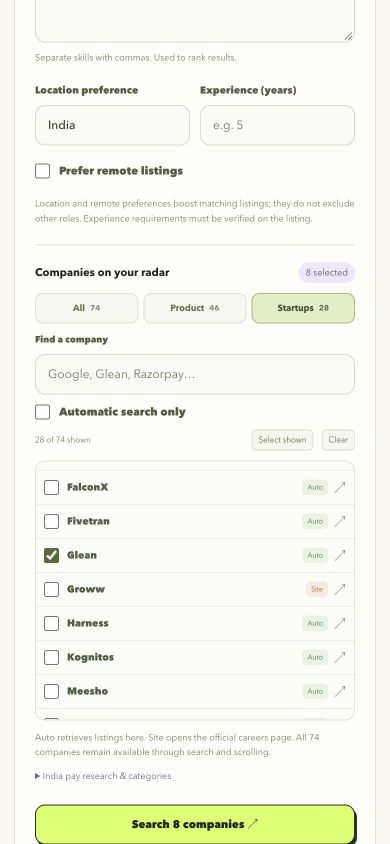 Separate skills with commas. Used to rank results.
Location preference
Experience (years)
India
e.g. 5
Prefer remote listings
Location and remote preferences boost matching listings; they do not exclude
other roles. Experience requirements must be verified on the listing.
Companies on your radar
8 selected
All 74
Product 46
Startups 28
Find a company
Google, Glean, Razorpay...
Automatic search only
28 of 74 shown
Select shown
Clear
FalconX Auto ↗
Fivetran Auto ↗
Glean Auto ↗
Groww Site ↗
Harness Auto ↗
Kognitos Auto ↗
Meesho Auto ↗
Auto retrieves listings here. Site opens the official careers page. All 74
companies remain available through search and scrolling.
▶ India pay research & categories
Search 8 companies ↗